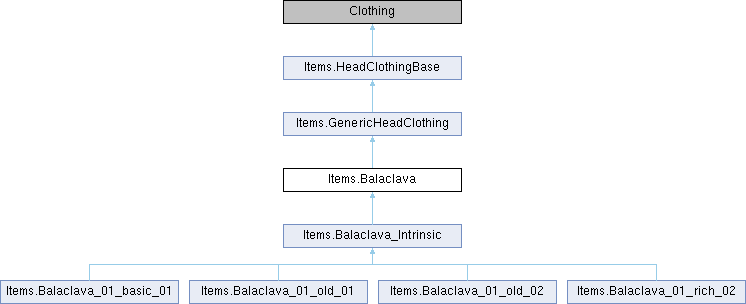 Clothing
Items.HeadClothingBase
Items.GenericHeadClothing
Items.Balaclava
Items.Balaclava_Intrinsic
Items.Balaclava_01_basic_01
Items.Balaclava_01_old_01
Items.Balaclava_01_old_02
Items.Balaclava_01_rich_02